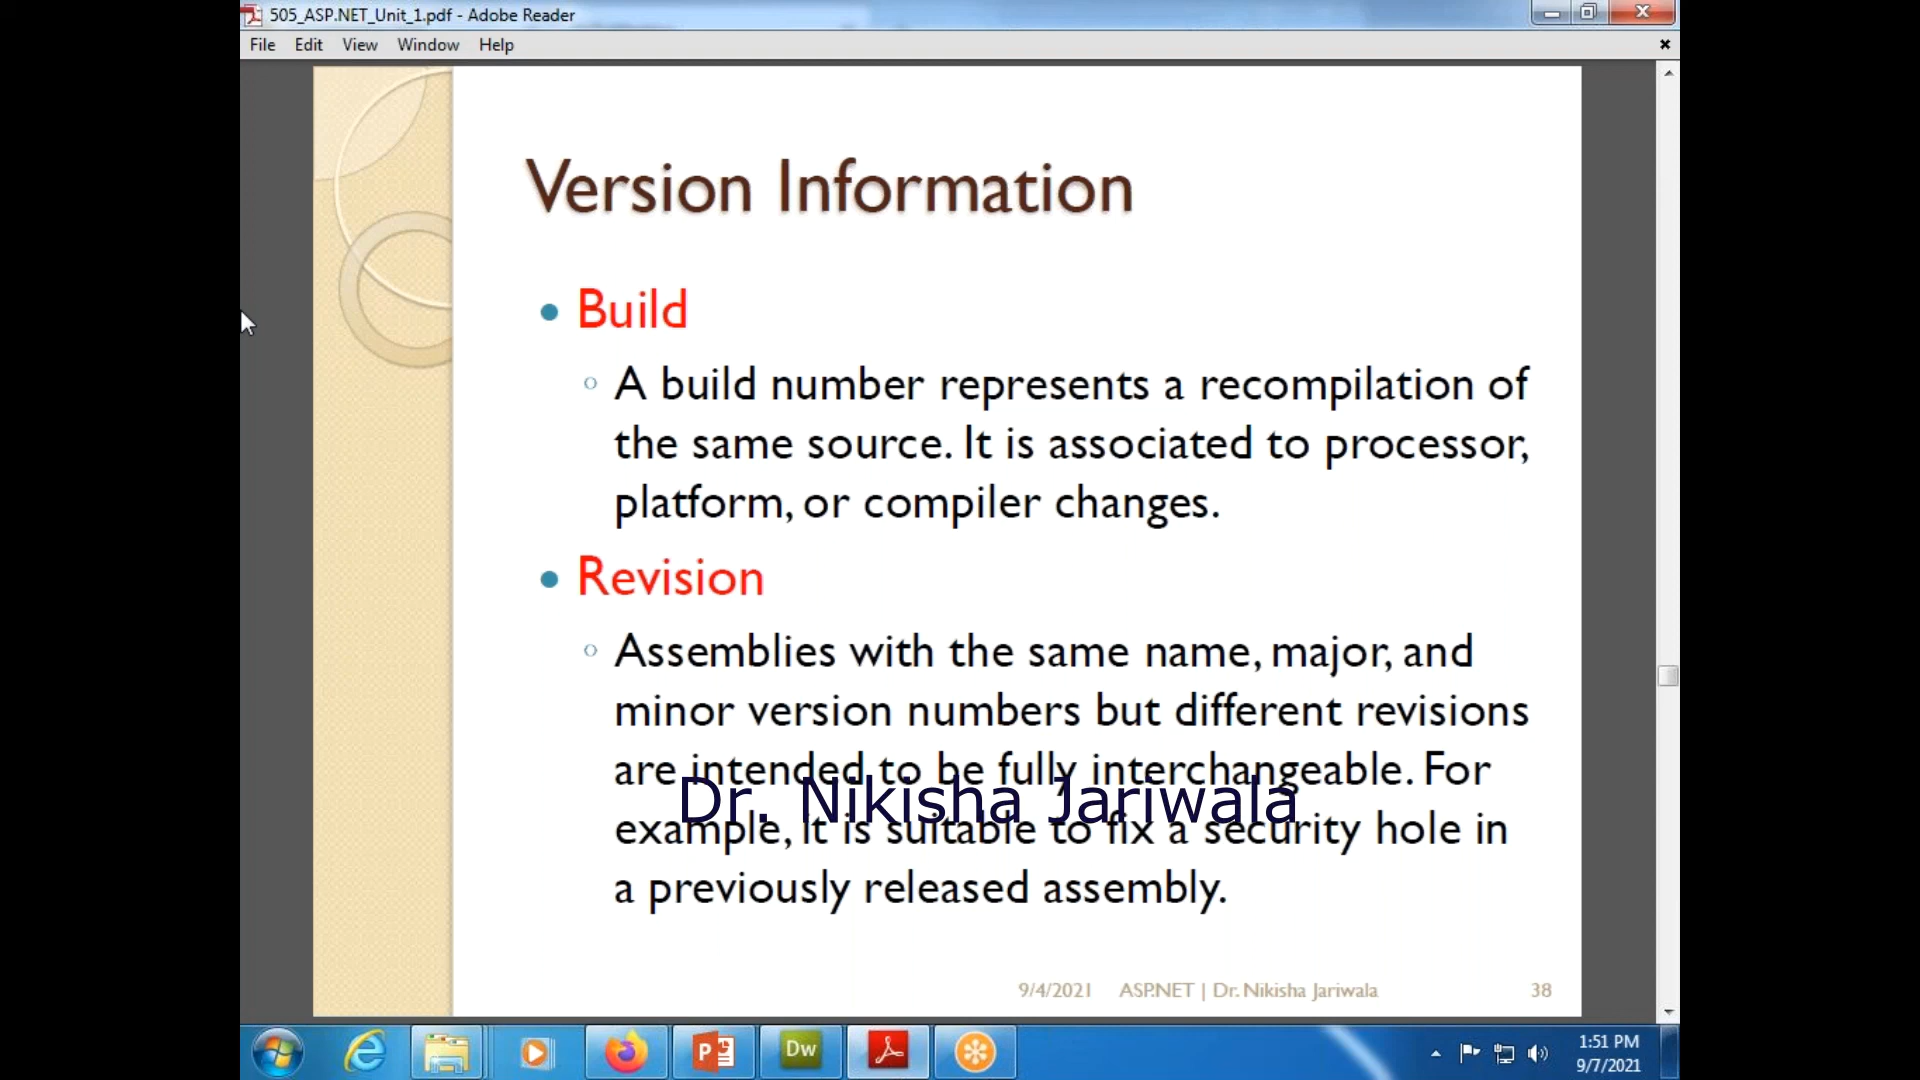 505_ASP.NET_Unit_1.pdf - Adobe Reader
File Edit View Window Help
Version Information
Build
A build number represents a recompilation of
the same source. It is associated to processor,
platform, or compiler changes.
Revision
Assemblies with the same name, major, and
minor version numbers but different revisions
are intended to be fully interchangeable. For
Dr. Nikisha Jariwala
example, it is suitable to fix a security hole in
a previously released assembly.
9/4/2021 ASP.NET | Dr. Nikisha Jariwala 38
P Dw
1:51 PM
9/7/2021